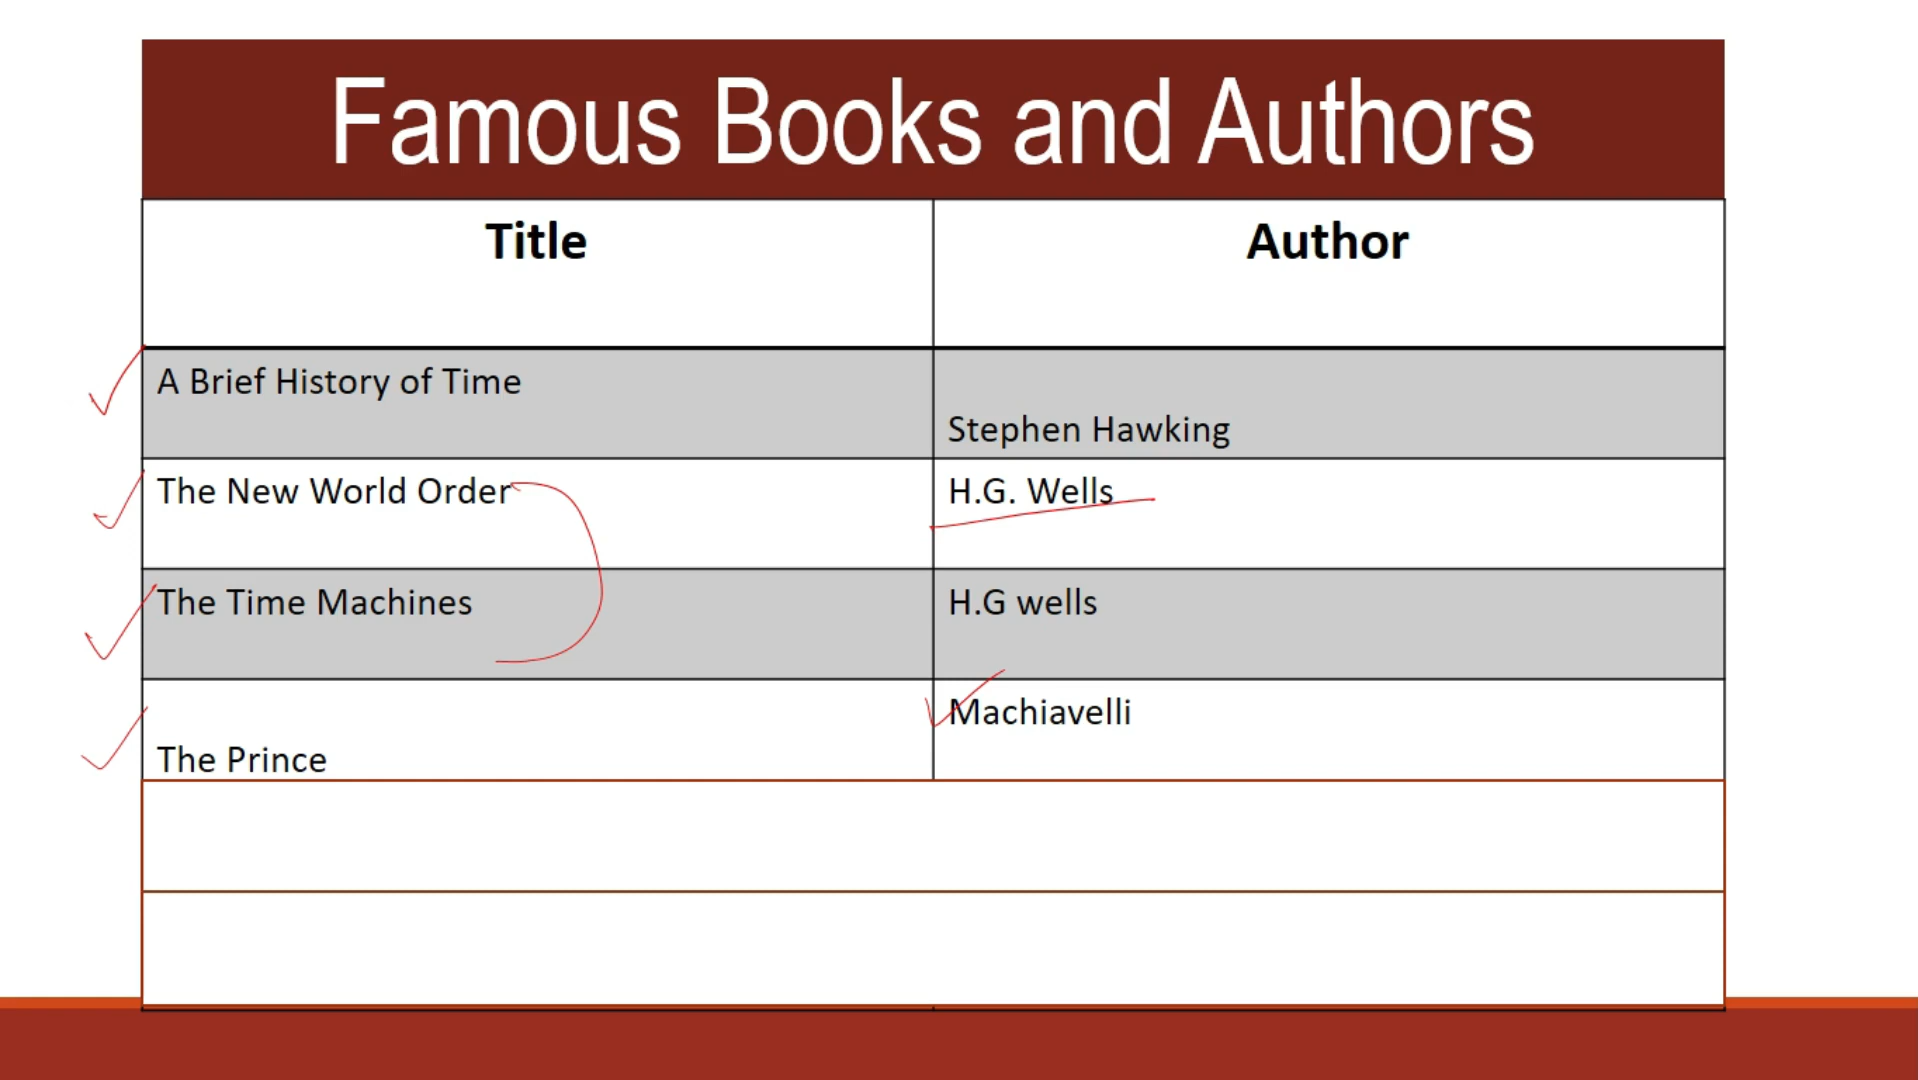 Famous Books and Authors
Title
Author
A Brief History of Time
Stephen Hawking
The New World Order
H.G. Wells
The Time Machines
H.G wells
The Prince
Machiavelli